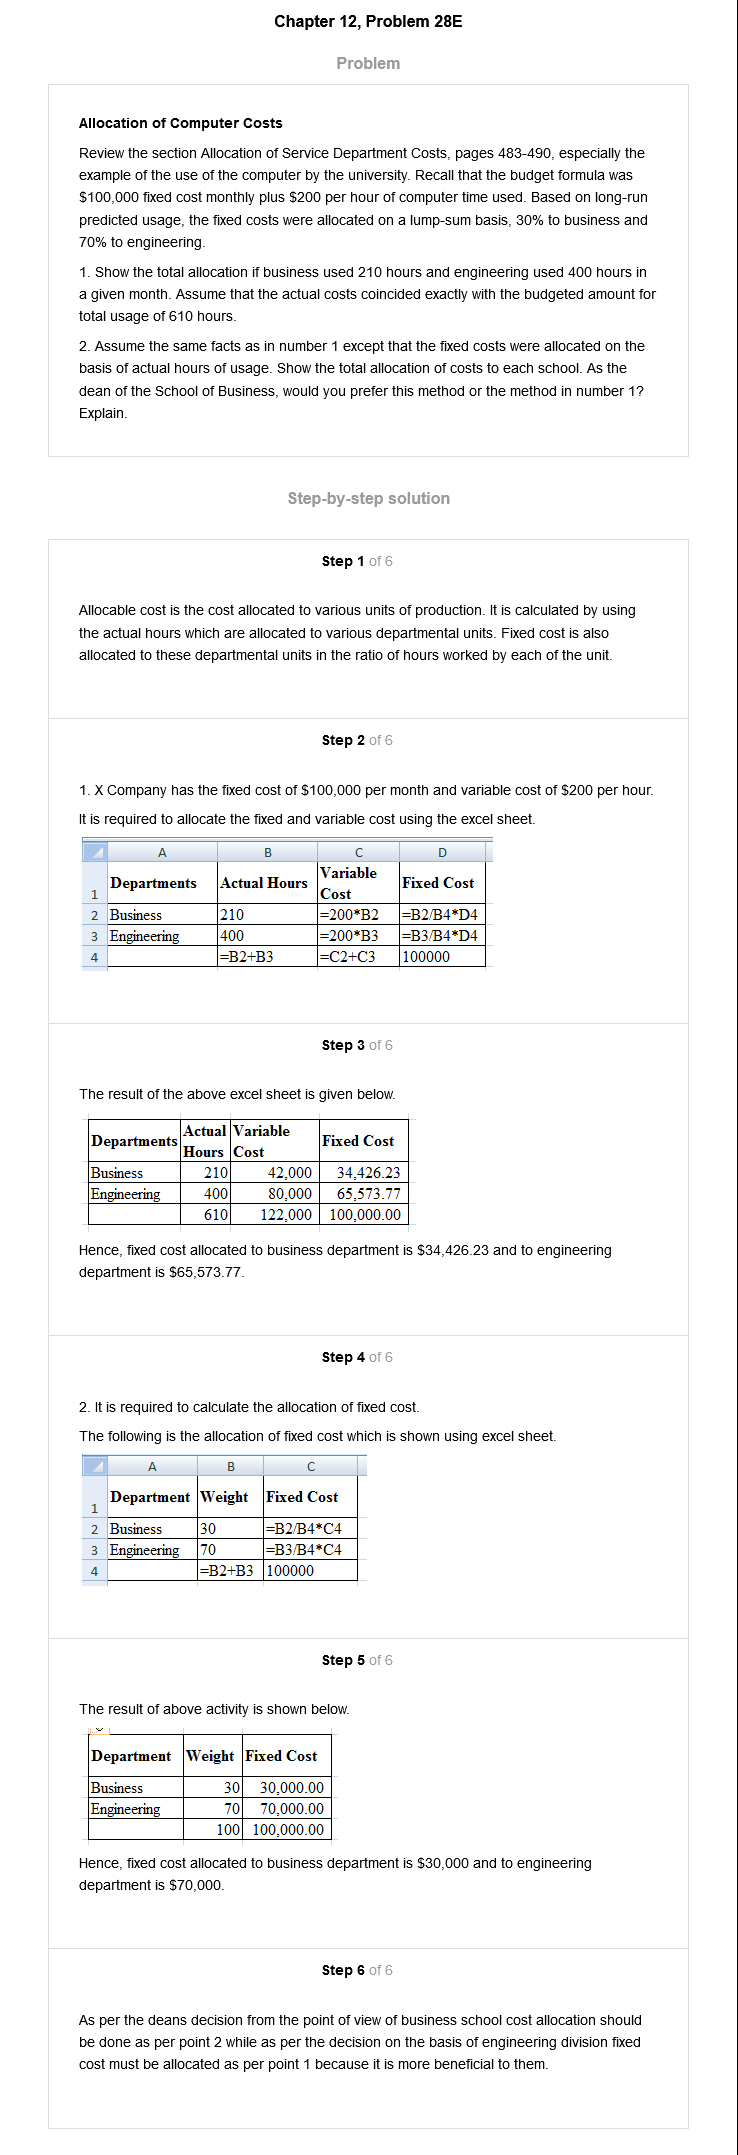 Chapter 12, Problem 28E
Problem
Allocation of Computer Costs
Review the section Allocation of Service Department Costs, pages 483-490, especially the
example of the use of the computer by the university. Recall that the budget formula was
$100,000 fixed cost monthly plus $200 per hour of computer time used. Based on long-run
predicted usage, the fixed costs were allocated on a lump-sum basis, 30% to business and
70% to engineering.
1. Show the total allocation if business used 210 hours and engineering used 400 hours in
a given month. Assume that the actual costs coincided exactly with the budgeted amount for
total usage of 610 hours.
2. Assume the same facts as in number 1 except that the fixed costs were allocated on the
basis of actual hours of usage. Show the total allocation of costs to each school. As the
dean of the School of Business, would you prefer this method or the method in number 1?
Explain.
Step-by-step solution
Step 1 of 6
Allocable cost is the cost allocated to various units of production. It is calculated by using
the actual hours which are allocated to various departmental units. Fixed cost is also
allocated to these departmental units in the ratio of hours worked by each of the unit.
Step 2 of 6
1. X Company has the fixed cost of $100,000 per month and variable cost of $200 per hour.
It is required to allocate the fixed and variable cost using the excel sheet.
A B C D
1 Departments Actual Hours Variable Cost Fixed Cost
2 Business 210 =200*B2 =B2/B4*D4
3 Engineering 400 =200*B3 =B3/B4*D4
4 =B2+B3 =C2+C3 100000
Step 3 of 6
The result of the above excel sheet is given below.
Departments Actual Hours Variable Cost Fixed Cost
Business 210 42,000 34,426.23
Engineering 400 80,000 65,573.77
610 122,000 100,000.00
Hence, fixed cost allocated to business department is $34,426.23 and to engineering
department is $65,573.77.
Step 4 of 6
2. It is required to calculate the allocation of fixed cost.
The following is the allocation of fixed cost which is shown using excel sheet.
A B C
1 Department Weight Fixed Cost
2 Business 30 =B2/B4*C4
3 Engineering 70 =B3/B4*C4
4 =B2+B3 100000
Step 5 of 6
The result of above activity is shown below.
Department Weight Fixed Cost
Business 30 30,000.00
Engineering 70 70,000.00
100 100,000.00
Hence, fixed cost allocated to business department is $30,000 and to engineering
department is $70,000.
Step 6 of 6
As per the deans decision from the point of view of business school cost allocation should
be done as per point 2 while as per the decision on the basis of engineering division fixed
cost must be allocated as per point 1 because it is more beneficial to them.